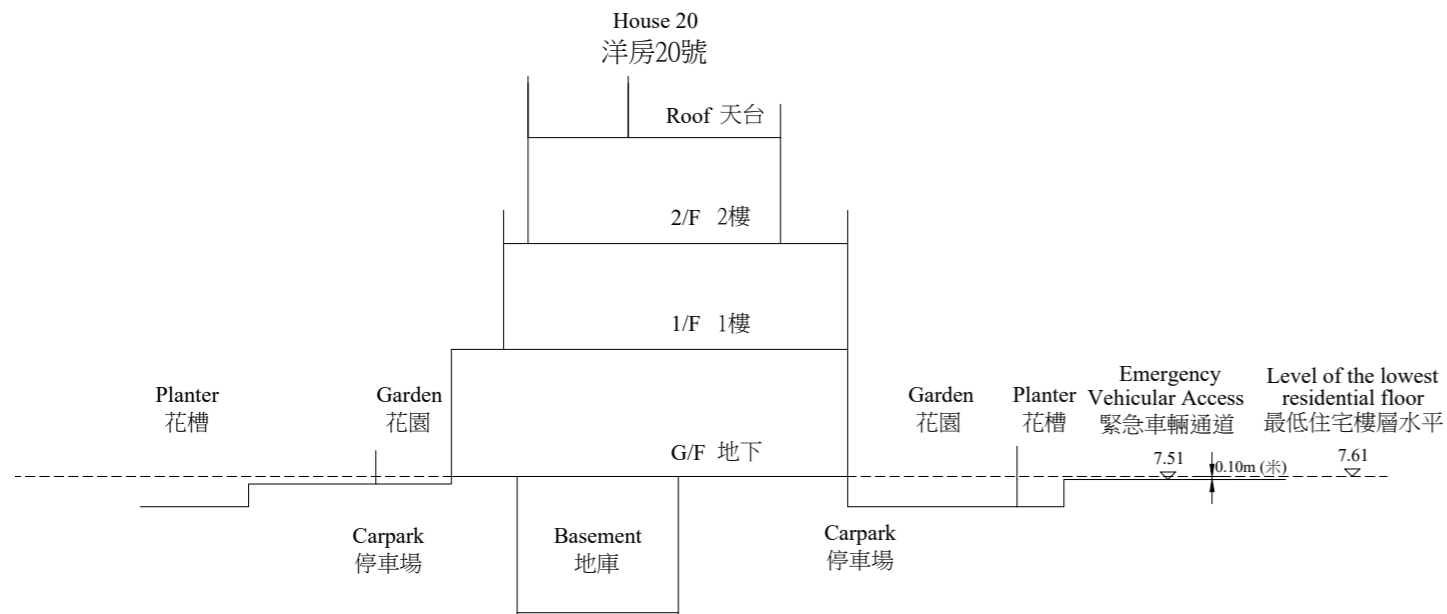 House 20
洋房20號
Roof 天台
2/F 2樓
1/F 1樓
Planter
花槽
Garden
花園
Garden
花園
Planter
花槽
Emergency
Vehicular Access
緊急車輛通道
Level of the lowest
residential floor
最低住宅樓層水平
G/F 地下
7.51
0.10m (米)
7.61
Carpark
停車場
Basement
地庫
Carpark
停車場